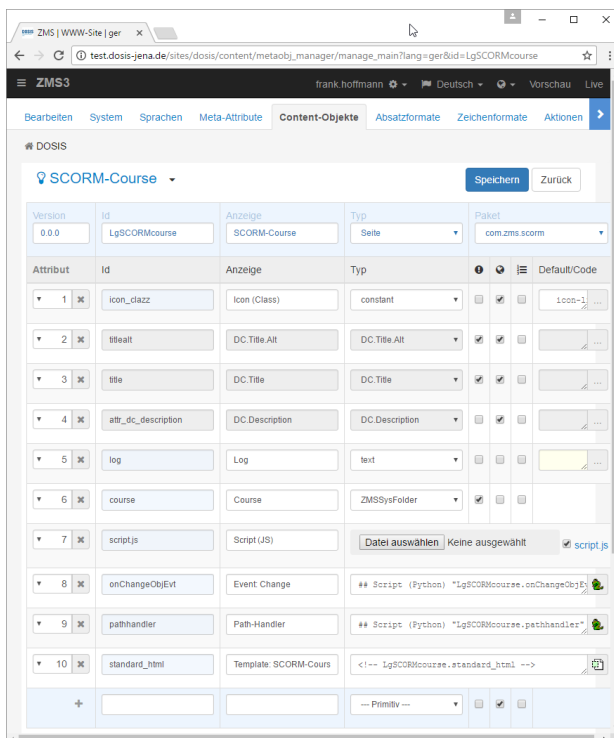 ZMS | WWW-Site | ger
test.dosis-jena.de/sites/dosis/content/metaobj_manager/manage_main?lang=ger&id=LgSCORMcourse
ZMS3 frank.hoffmann Deutsch Vorschau Live
Bearbeiten System Sprachen Meta-Attribute Content-Objekte Absatzformate Zeichenformate Aktionen
DOSIS
SCORM-Course Speichern Zurück
Version Id Anzeige Typ Paket
0.0.0 LgSCORMcourse SCORM-Course Seite com.zms.scorm
Attribut Id Anzeige Typ Default/Code
1 icon_clazz Icon (Class) constant icon-l ...
2 titlealt DC.Title.Alt DC.Title.Alt ...
3 title DC.Title DC.Title ...
4 attr_dc_description DC.Description DC.Description ...
5 log Log text ...
6 course Course ZMSSysFolder
7 script.js Script (JS) Datei auswählen Keine ausgewählt script.js
8 onChangeObjEvt Event: Change ## Script (Python) "LgSCORMcourse.onChangeObjEv
9 pathhandler Path-Handler ## Script (Python) "LgSCORMcourse.pathhandler"
10 standard_html Template: SCORM-Cours <!-- LgSCORMcourse.standard_html -->
--- Primitiv ---